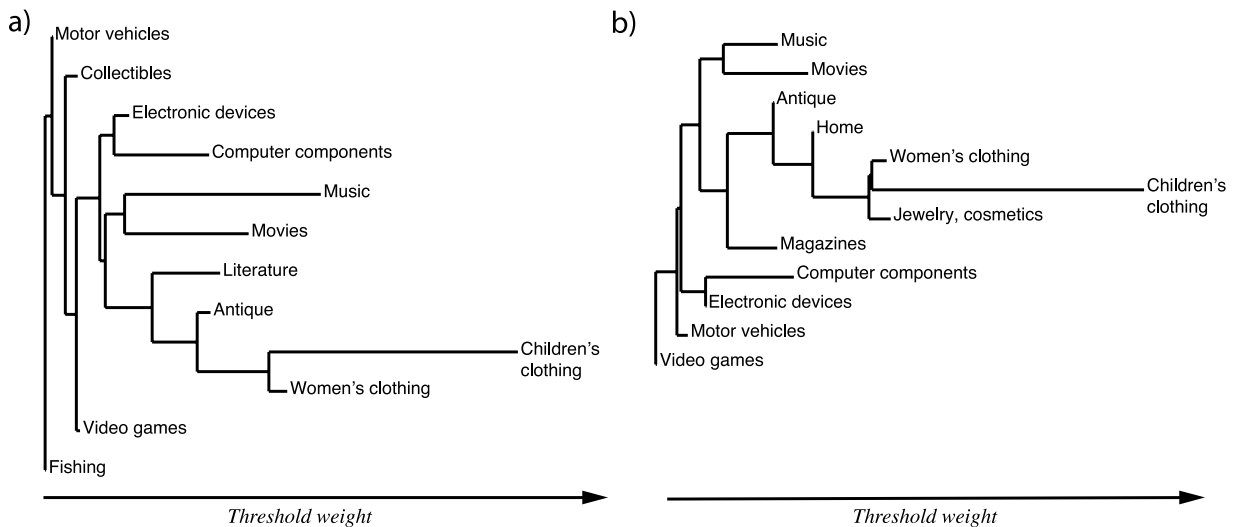 a)
Motor vehicles
Collectibles
Electronic devices
Computer components
Music
Movies
Literature
Antique
Children's
clothing
Women's clothing
Video games
Fishing
Threshold weight
b)
Music
Movies
Antique
Home
Women's clothing
Children's
clothing
Jewelry, cosmetics
Magazines
Computer components
Electronic devices
Motor vehicles
Video games
Threshold weight